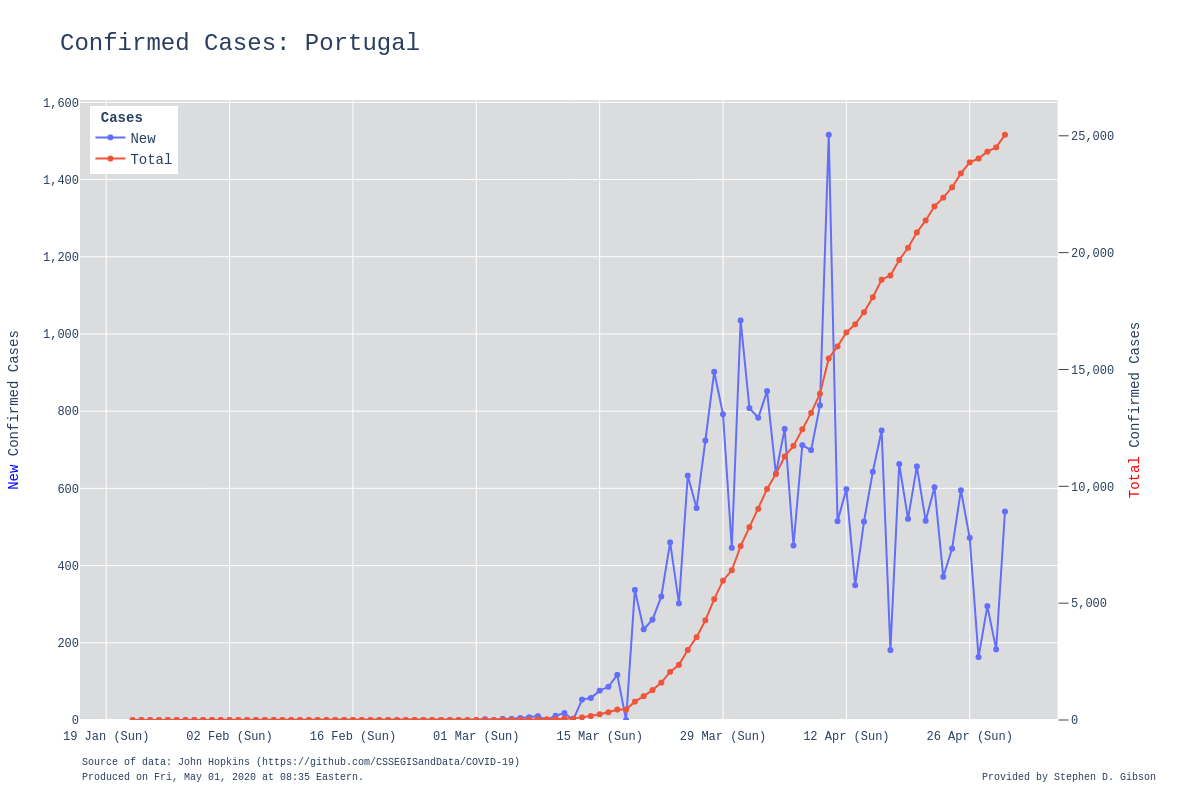 Confirmed Cases: Portugal
1,600
1,400
1,200
1,000
800
600
400
200
0
New Confirmed Cases
Cases
New
Total
25,000
20,000
15,000
10,000
5,000
0
Total Confirmed Cases
19 Jan (Sun) 02 Feb (Sun) 16 Feb (Sun) 01 Mar (Sun) 15 Mar (Sun) 29 Mar (Sun) 12 Apr (Sun) 26 Apr (Sun)
Source of data: John Hopkins (https://github.com/CSSEGISandData/COVID-19)
Produced on Fri, May 01, 2020 at 08:35 Eastern.
Provided by Stephen D. Gibson